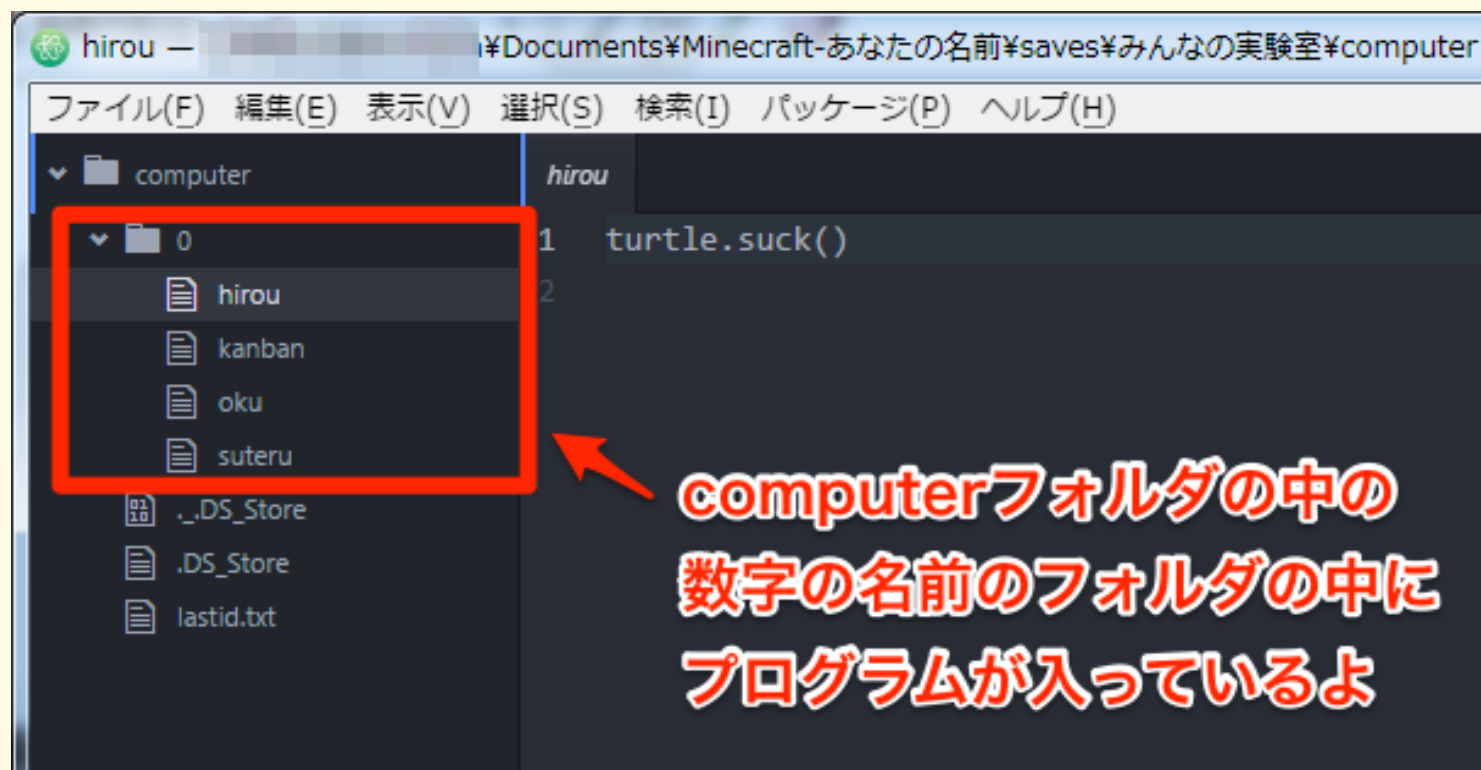 hirou —
¥Documents¥Minecraft-あなたの名前¥saves¥みんなの実験室¥computer
ファイル(F) 編集(E) 表示(V) 選択(S) 検索(I) パッケージ(P) ヘルプ(H)
computer
hirou
0
1 turtle.suck()
hirou
2
kanban
oku
suteru
._.DS_Store
.DS_Store
lastid.txt
computerフォルダの中の
数字の名前のフォルダの中に
プログラムが入っているよ